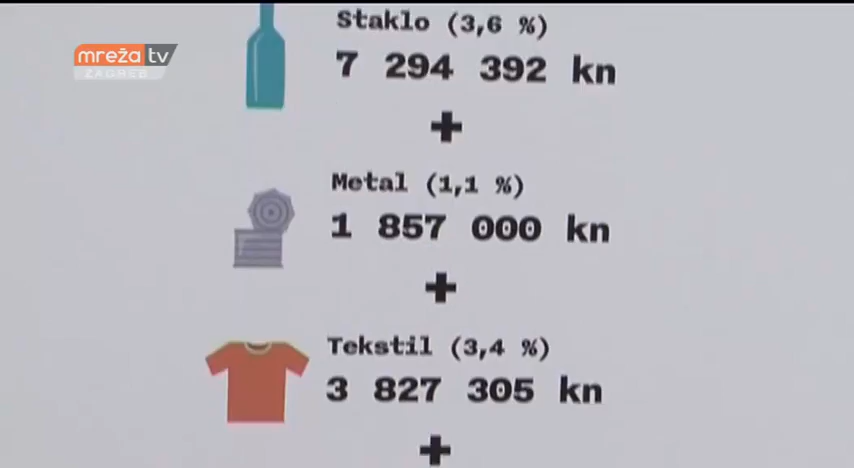 mreža tv
ZAGREB
Staklo (3,6 %)
7 294 392 kn
+
Metal (1,1 %)
1 857 000 kn
+
Tekstil (3,4 %)
3 827 305 kn
+